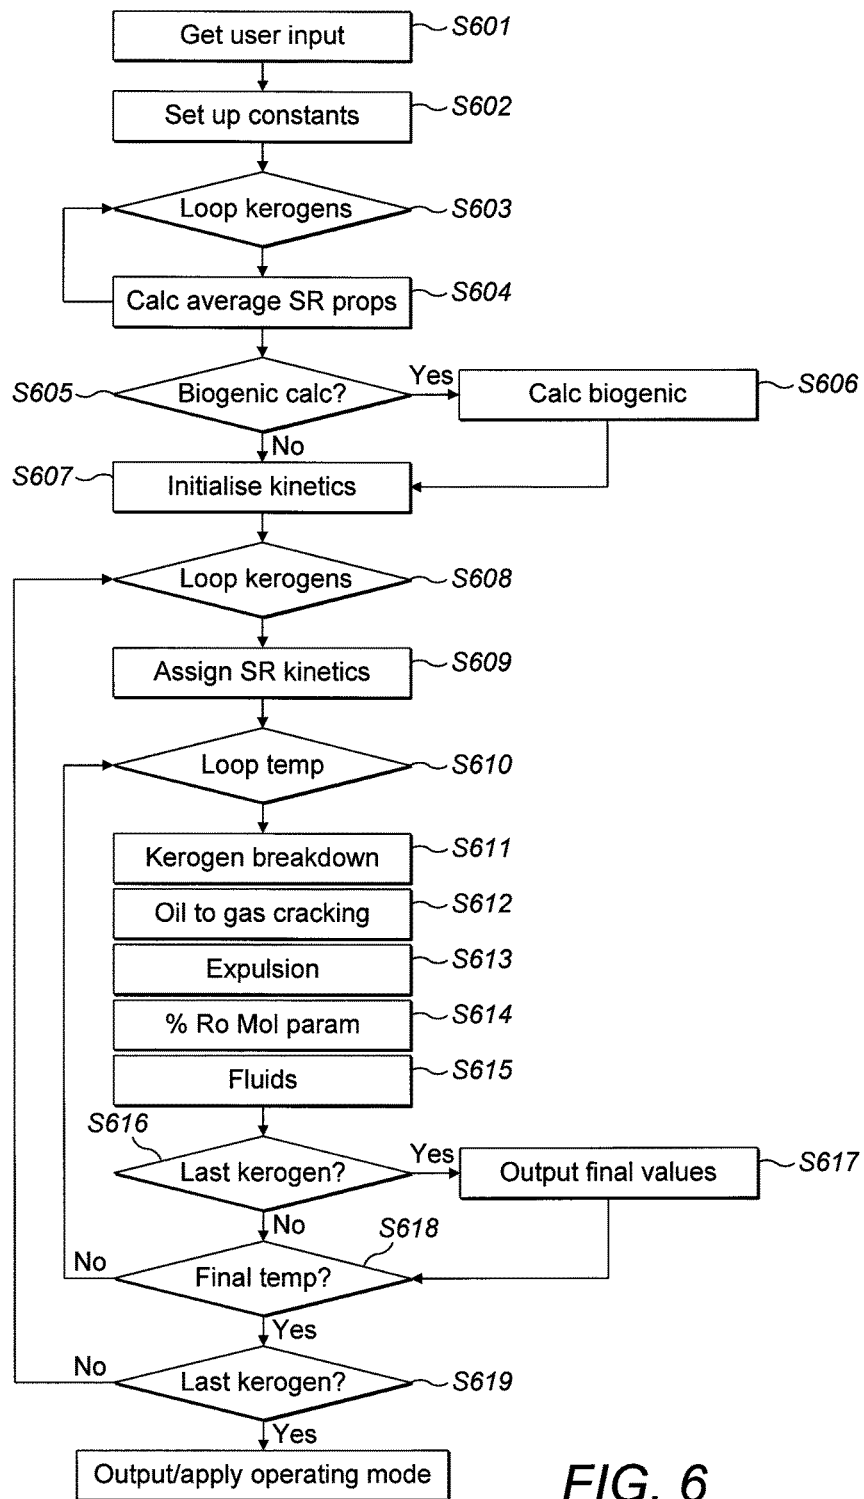 Get user input
S601
Set up constants
S602
Loop kerogens
S603
Calc average SR props
S604
S605
Biogenic calc?
Yes
Calc biogenic
S606
No
S607
Initialise kinetics
Loop kerogens
S608
Assign SR kinetics
S609
Loop temp
S610
Kerogen breakdown
S611
Oil to gas cracking
S612
Expulsion
S613
% Ro Mol param
S614
Fluids
S615
S616
Last kerogen?
Yes
Output final values
S617
No
S618
No
Final temp?
Yes
No
Last kerogen?
S619
Yes
Output/apply operating mode
FIG. 6